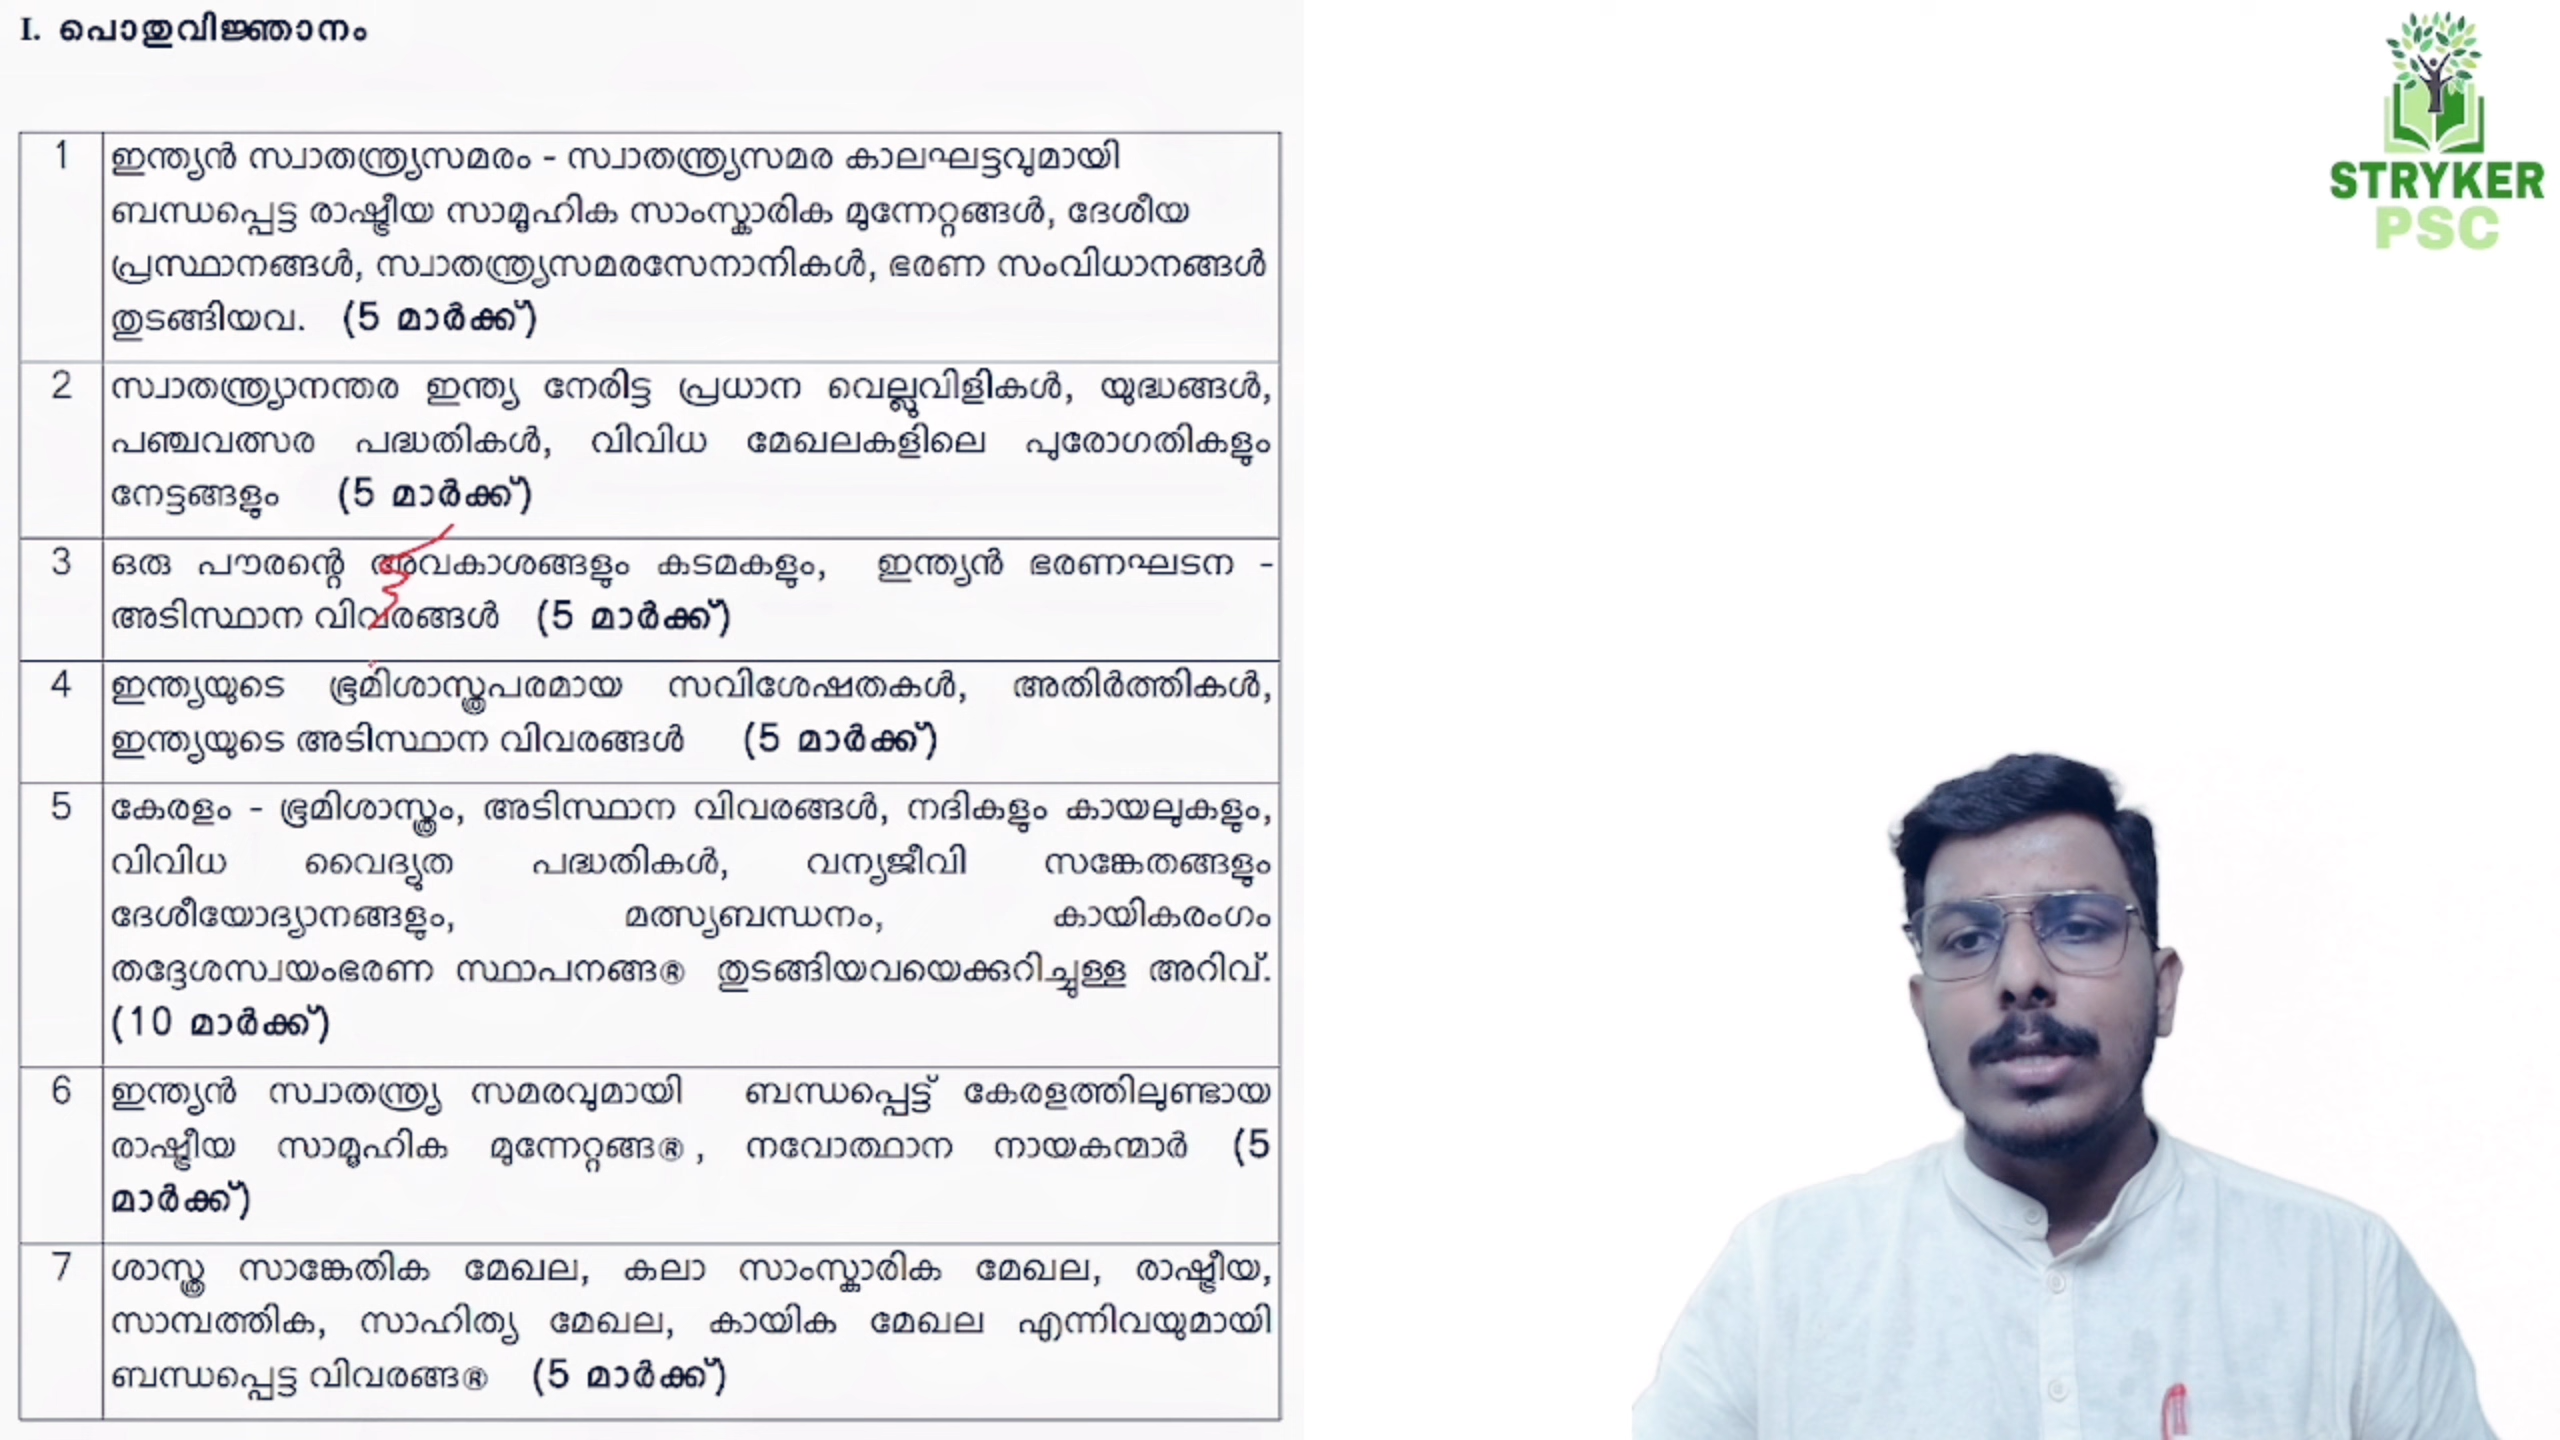 I. പൊതുവിജ്ഞാനം
STRYKER
PSC
1
ഇന്ത്യൻ സ്വാതന്ത്ര്യസമരം - സ്വാതന്ത്ര്യസമര കാലഘട്ടവുമായി
ബന്ധപ്പെട്ട രാഷ്ട്രീയ സാമൂഹിക സാംസ്കാരിക മുന്നേറ്റങ്ങൾ, ദേശീയ
പ്രസ്ഥാനങ്ങൾ, സ്വാതന്ത്ര്യസമരസേനാനികൾ, ഭരണ സംവിധാനങ്ങൾ
തുടങ്ങിയവ. (5 മാർക്ക്)
2
സ്വാതന്ത്ര്യാനന്തര ഇന്ത്യ നേരിട്ട പ്രധാന വെല്ലുവിളികൾ, യുദ്ധങ്ങൾ,
പഞ്ചവത്സര പദ്ധതികൾ, വിവിധ മേഖലകളിലെ പുരോഗതികളും
നേട്ടങ്ങളും (5 മാർക്ക്)
3
ഒരു പൗരന്റെ അവകാശങ്ങളും കടമകളും, ഇന്ത്യൻ ഭരണഘടന -
അടിസ്ഥാന വിവരങ്ങൾ (5 മാർക്ക്)
4
ഇന്ത്യയുടെ ഭൂമിശാസ്ത്രപരമായ സവിശേഷതകൾ, അതിർത്തികൾ,
ഇന്ത്യയുടെ അടിസ്ഥാന വിവരങ്ങൾ (5 മാർക്ക്)
5
കേരളം - ഭൂമിശാസ്ത്രം, അടിസ്ഥാന വിവരങ്ങൾ, നദികളും കായലുകളും,
വിവിധ വൈദ്യുത പദ്ധതികൾ, വന്യജീവി സങ്കേതങ്ങളും
ദേശീയോദ്യാനങ്ങളും, മത്സ്യബന്ധനം, കായികരംഗം
തദ്ദേശസ്വയംഭരണ സ്ഥാപനങ്ങ® തുടങ്ങിയവയെക്കുറിച്ചുള്ള അറിവ്.
(10 മാർക്ക്)
6
ഇന്ത്യൻ സ്വാതന്ത്ര്യ സമരവുമായി ബന്ധപ്പെട്ട് കേരളത്തിലുണ്ടായ
രാഷ്ട്രീയ സാമൂഹിക മുന്നേറ്റങ്ങ®, നവോത്ഥാന നായകന്മാർ (5
മാർക്ക്)
7
ശാസ്ത്ര സാങ്കേതിക മേഖല, കലാ സാംസ്കാരിക മേഖല, രാഷ്ട്രീയ,
സാമ്പത്തിക, സാഹിത്യ മേഖല, കായിക മേഖല എന്നിവയുമായി
ബന്ധപ്പെട്ട വിവരങ്ങ® (5 മാർക്ക്)